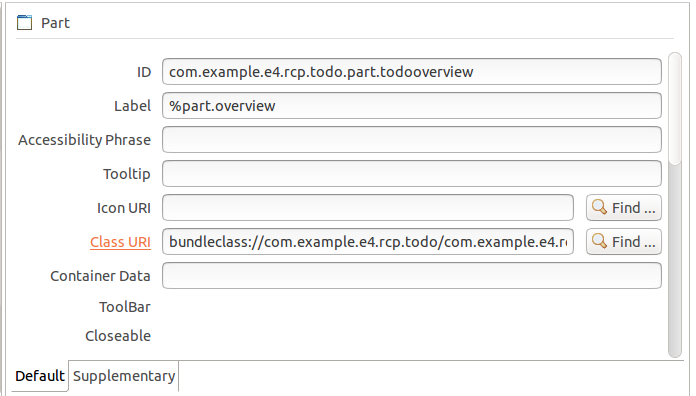 Part
ID com.example.e4.rcp.todo.part.todooverview
Label %part.overview
Accessibility Phrase
Tooltip
Icon URI Find ...
Class URI bundleclass://com.example.e4.rcp.todo/com.example.e4.r Find ...
Container Data
ToolBar
Closeable
Default Supplementary